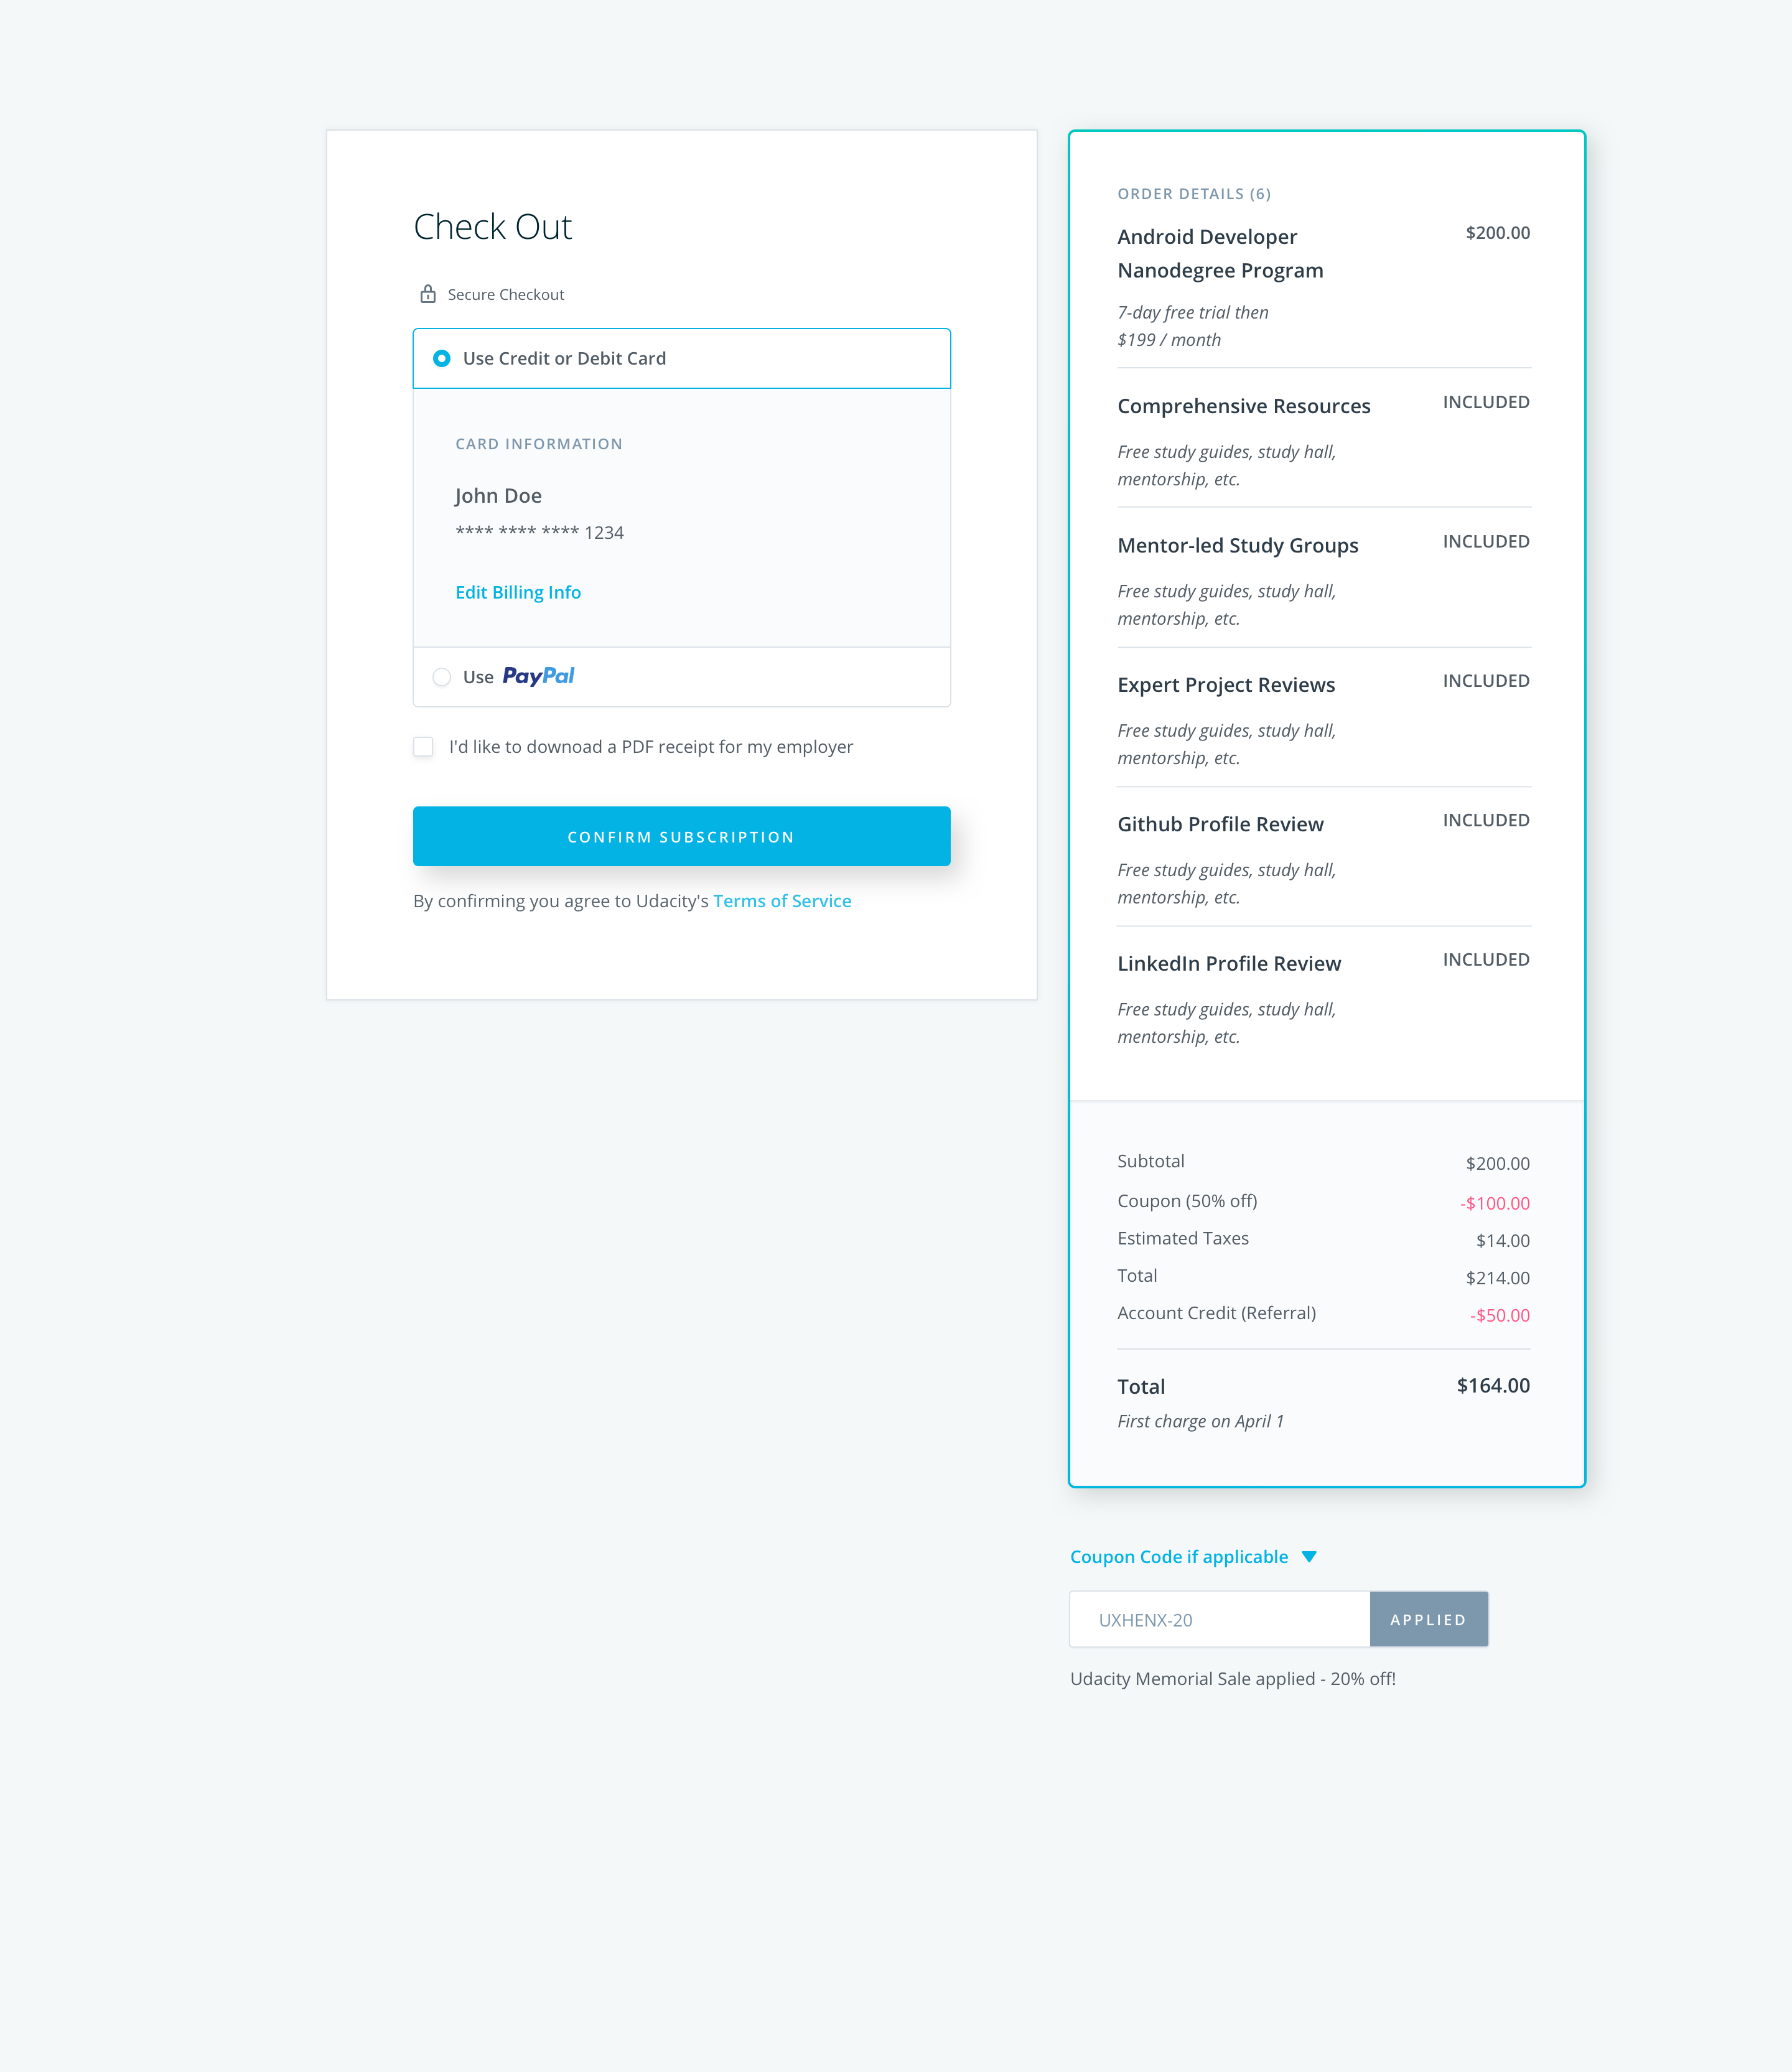 Check Out
Secure Checkout
Use Credit or Debit Card
CARD INFORMATION
John Doe
**** **** **** 1234
Edit Billing Info
Use PayPal
I'd like to downoad a PDF receipt for my employer
CONFIRM SUBSCRIPTION
By confirming you agree to Udacity's Terms of Service
ORDER DETAILS (6)
Android Developer $200.00
Nanodegree Program
7-day free trial then
$199 / month
Comprehensive Resources INCLUDED
Free study guides, study hall,
mentorship, etc.
Mentor-led Study Groups INCLUDED
Free study guides, study hall,
mentorship, etc.
Expert Project Reviews INCLUDED
Free study guides, study hall,
mentorship, etc.
Github Profile Review INCLUDED
Free study guides, study hall,
mentorship, etc.
LinkedIn Profile Review INCLUDED
Free study guides, study hall,
mentorship, etc.
Subtotal $200.00
Coupon (50% off) -$100.00
Estimated Taxes $14.00
Total $214.00
Account Credit (Referral) -$50.00
Total $164.00
First charge on April 1
Coupon Code if applicable
UXHENX-20 APPLIED
Udacity Memorial Sale applied - 20% off!